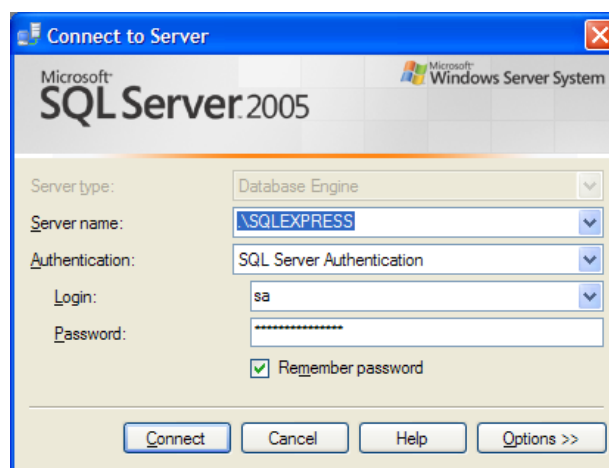 Connect to Server
Microsoft
SQL Server 2005
Microsoft
Windows Server System
Server type: Database Engine
Server name: .\SQLEXPRESS
Authentication: SQL Server Authentication
Login: sa
Password: ***************
Remember password
Connect Cancel Help Options >>